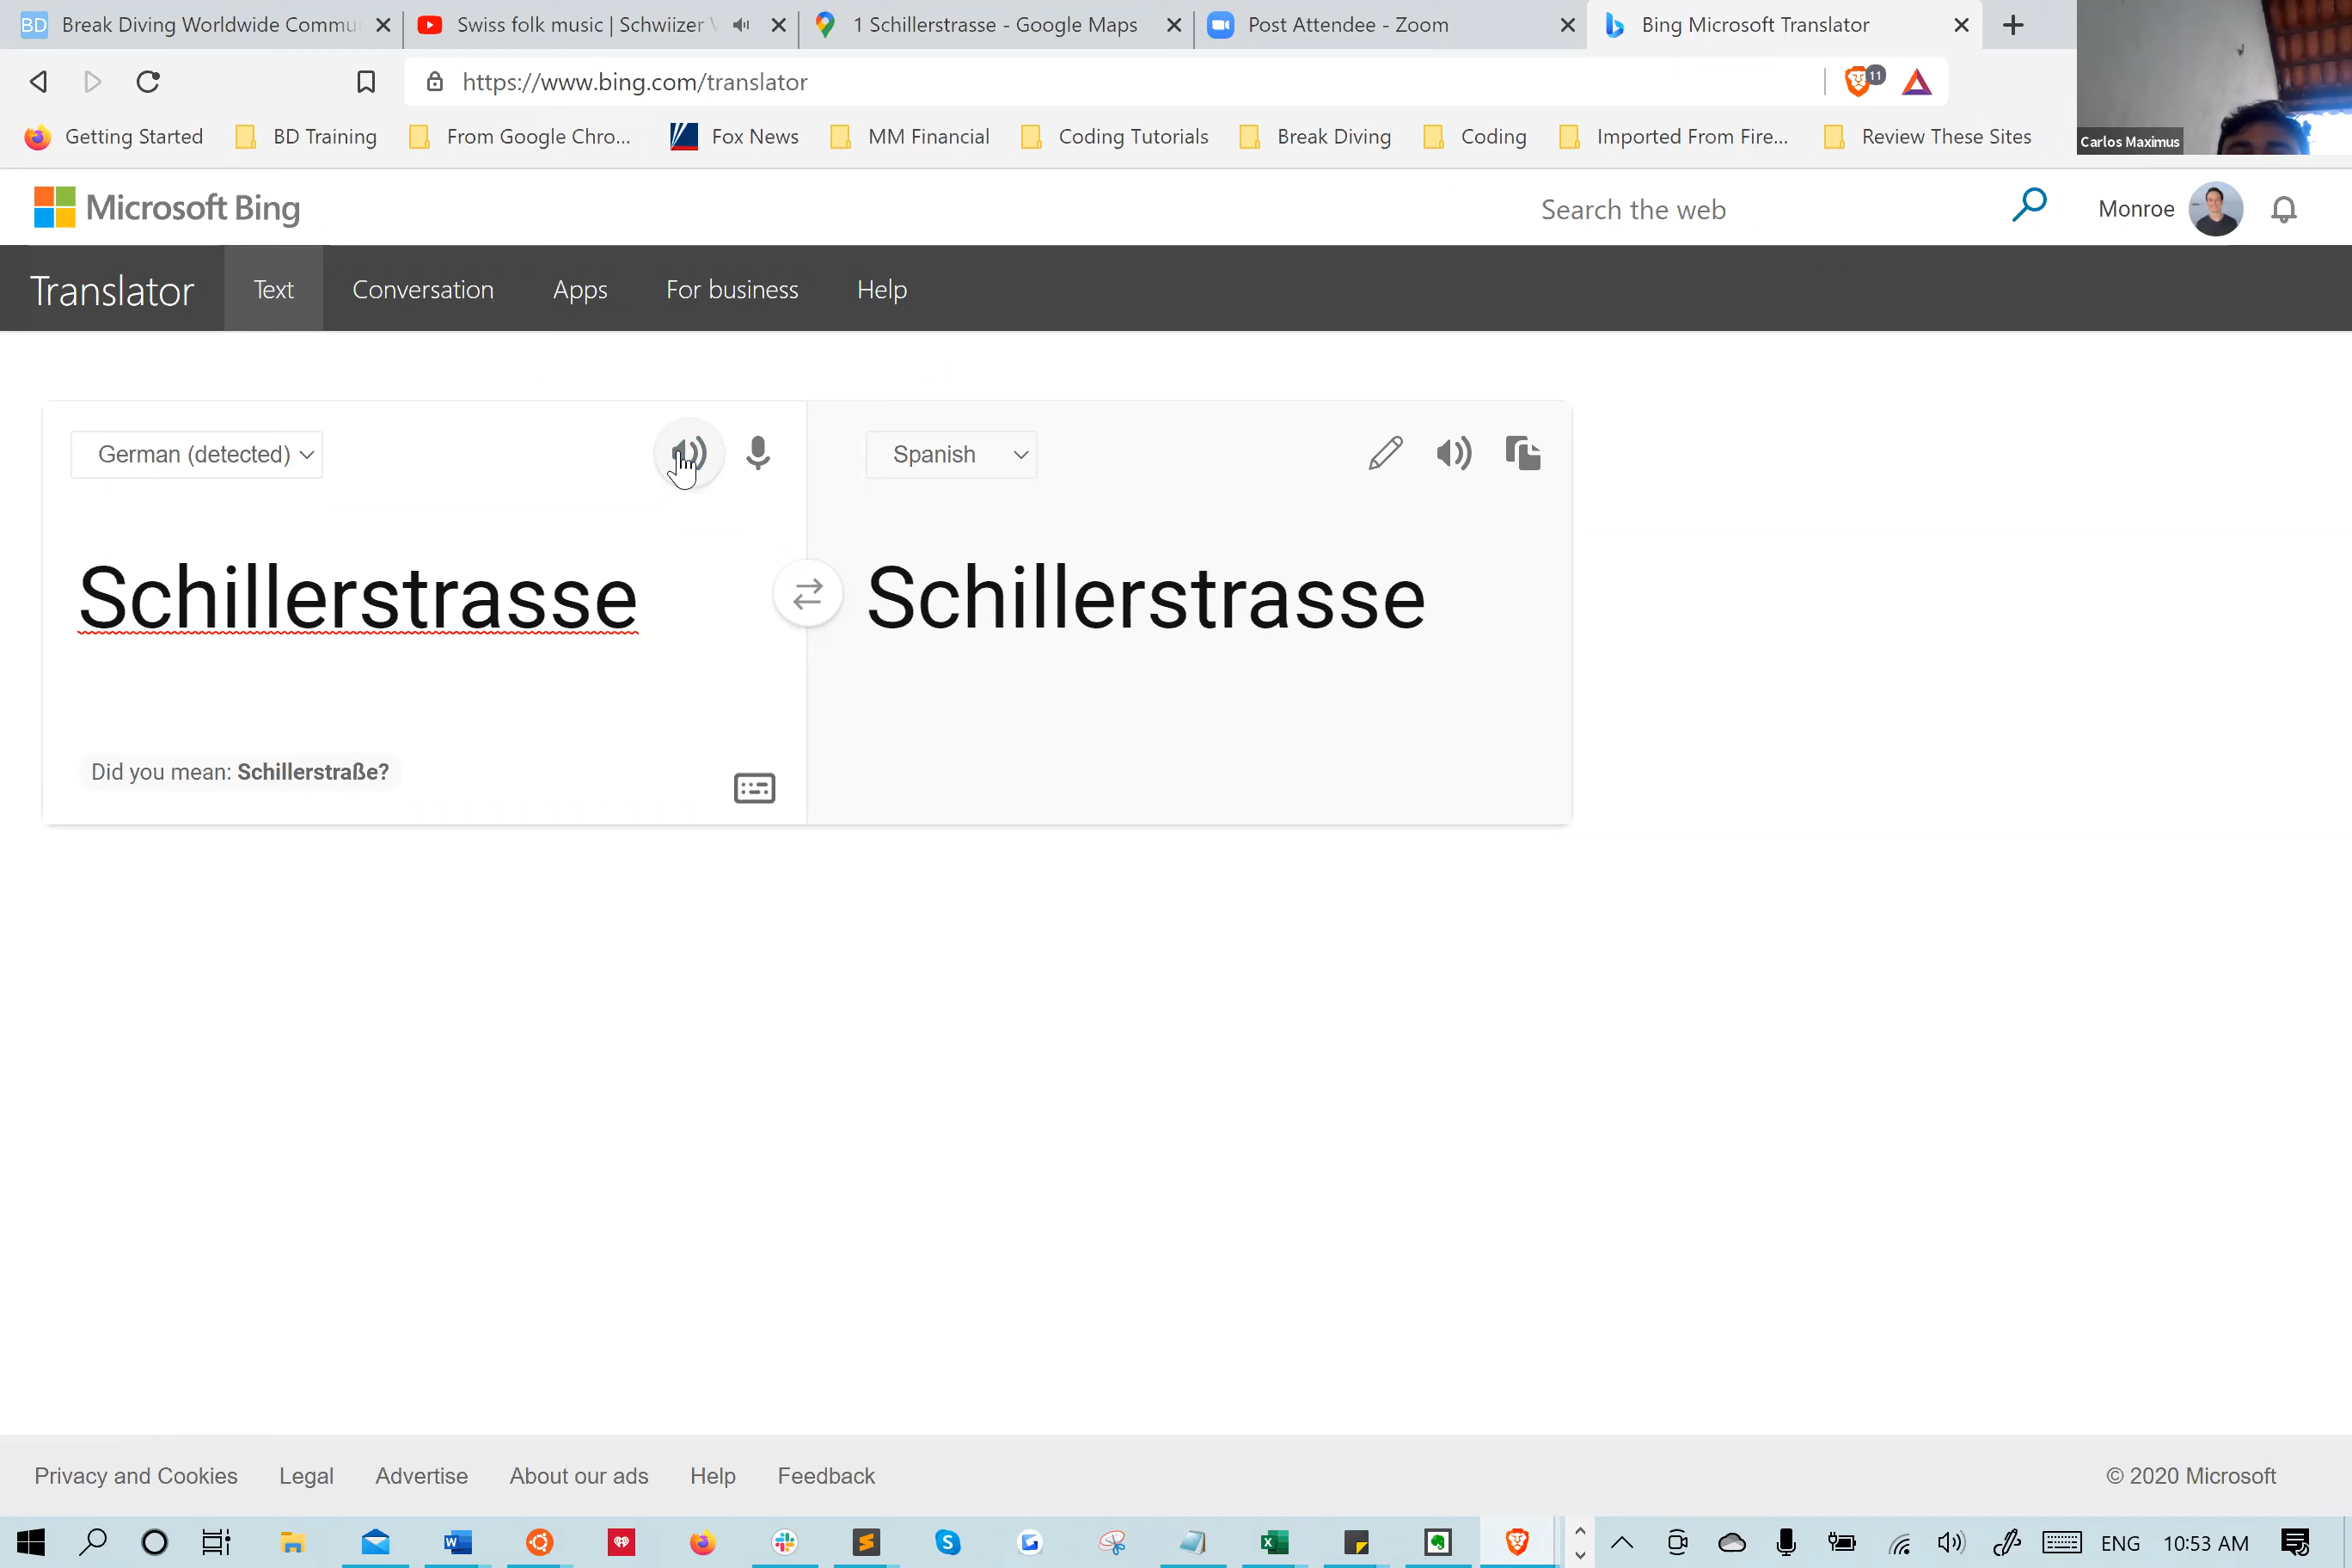 BD Break Diving Worldwide Commu
Swiss folk music | Schwiizer V
1 Schillerstrasse - Google Maps
Post Attendee - Zoom
Bing Microsoft Translator
https://www.bing.com/translator
11
Getting Started
BD Training
From Google Chro...
Fox News
MM Financial
Coding Tutorials
Break Diving
Coding
Imported From Fire...
Review These Sites
Carlos Maximus
Microsoft Bing
Search the web
Monroe
Translator
Text
Conversation
Apps
For business
Help
German (detected)
Spanish
Schillerstrasse
Schillerstrasse
Did you mean: Schillerstraße?
Privacy and Cookies
Legal
Advertise
About our ads
Help
Feedback
© 2020 Microsoft
ENG
10:53 AM